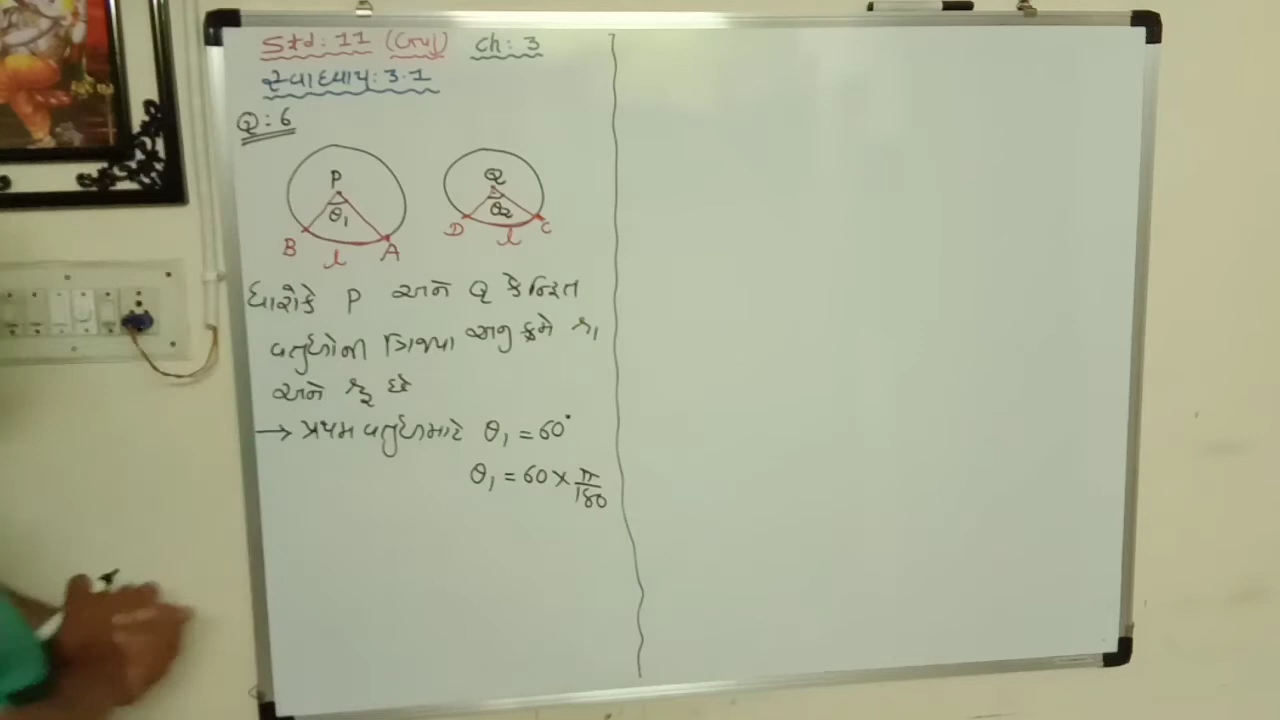 Std: 11 (Guj) Ch: 3
સ્વાધ્યાય: 3.1
Q: 6
P
θ₁
B
l
A
Q
θ₂
D
l
C
ધારોકે P અને Q કેન્દ્રિત
વર્તુળોની ત્રિજ્યા અનુક્રમે r₁
અને r₂ છે
→ પ્રથમ વર્તુળમાટે θ₁ = 60°
θ₁ = 60 × π/180